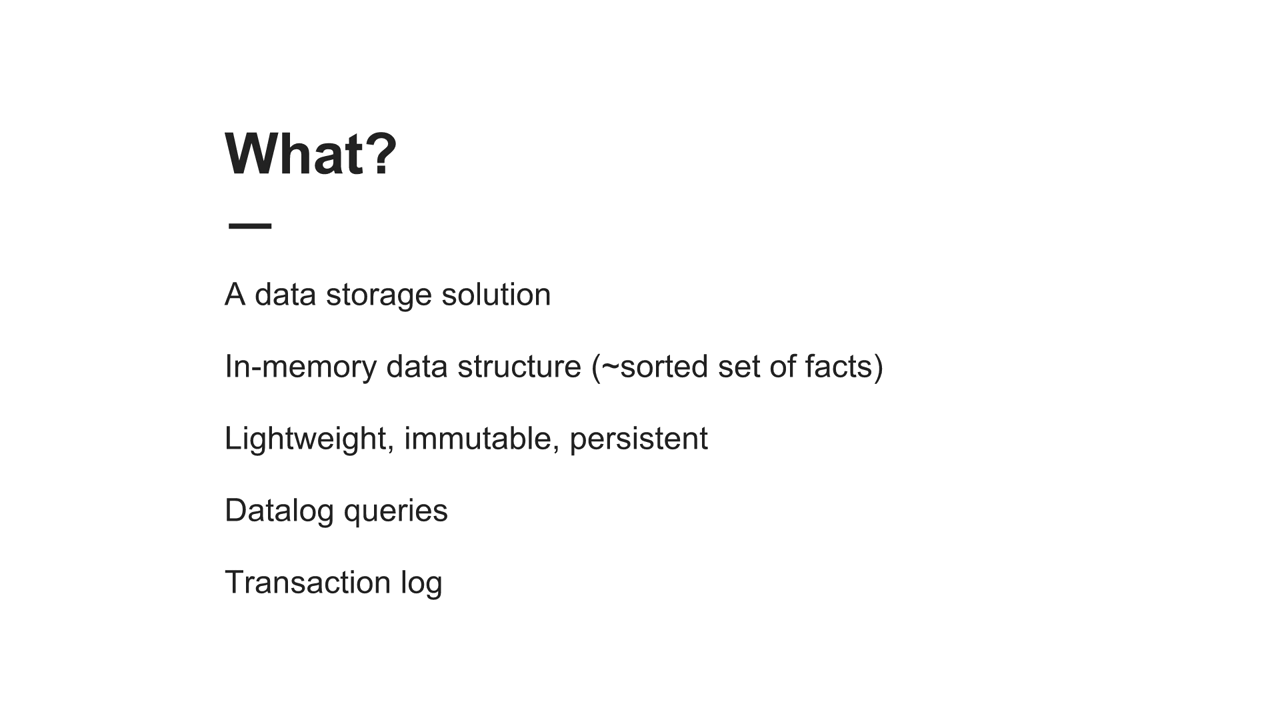 What?
A data storage solution
In-memory data structure (~sorted set of facts)
Lightweight, immutable, persistent
Datalog queries
Transaction log